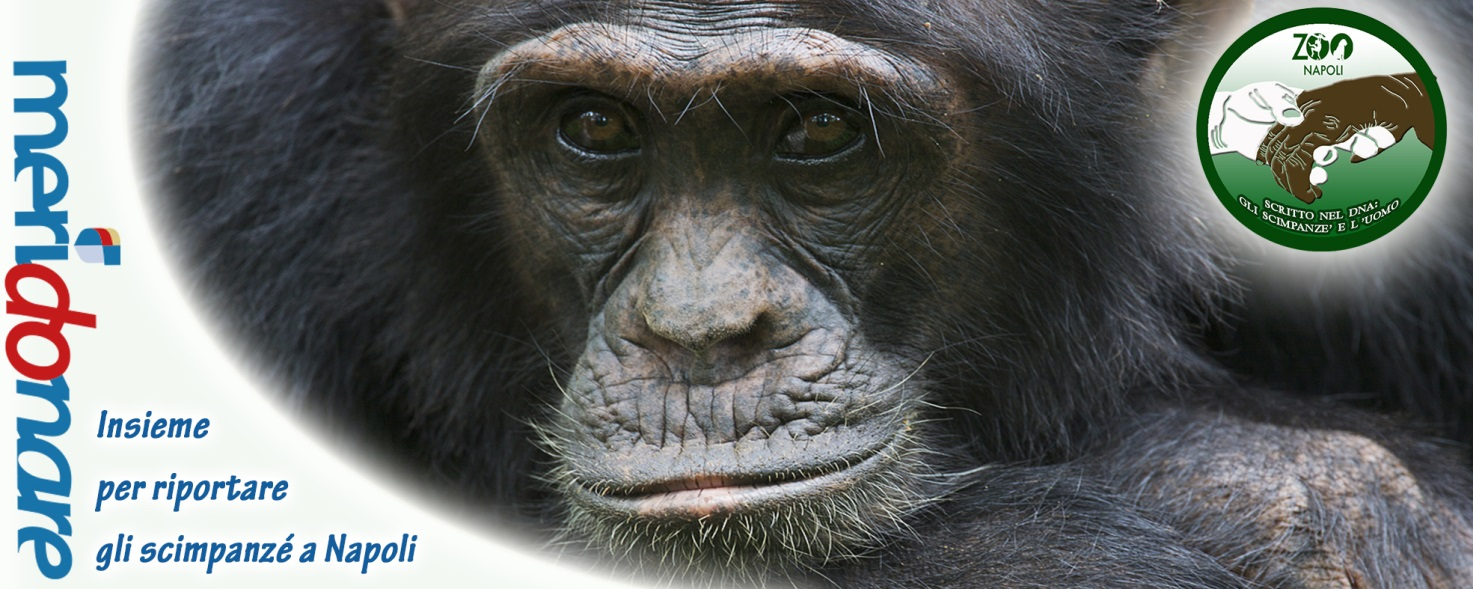 meridonare
Insieme
per riportare
gli scimpanzé a Napoli
ZOO
NAPOLI
SCRITTO NEL DNA:
GLI SCIMPANZE' E L'UOMO